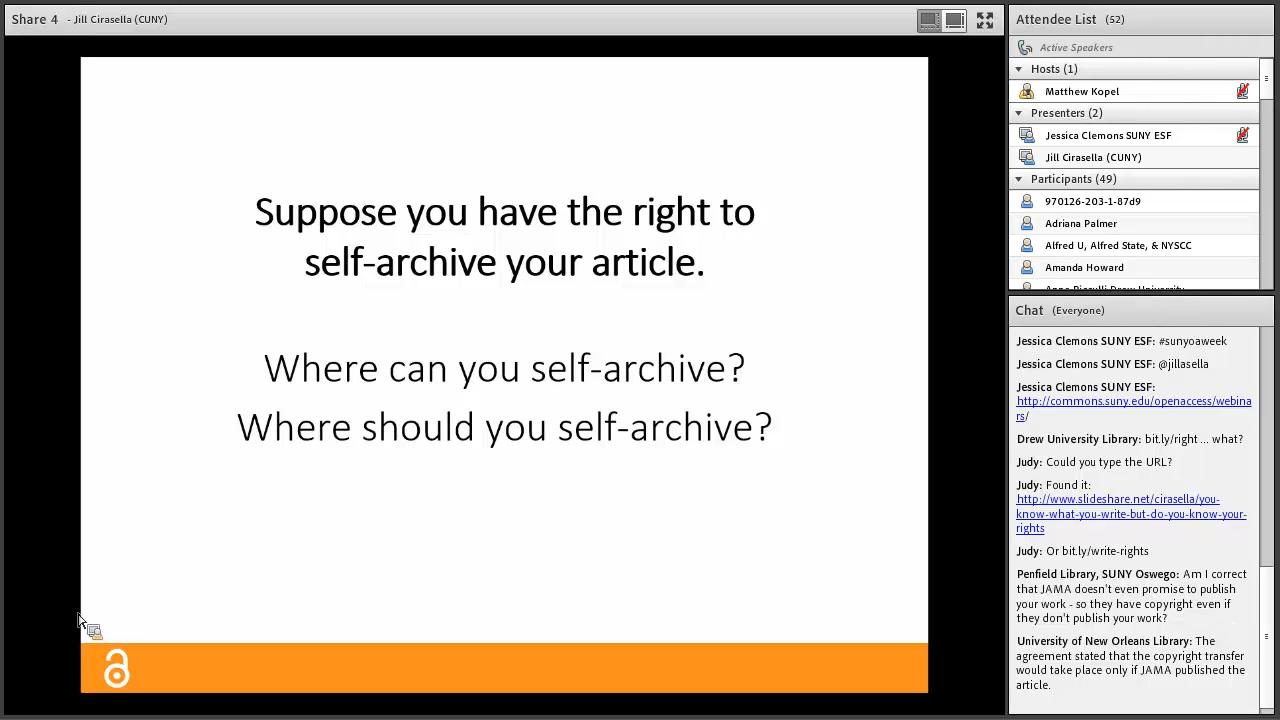 Share 4 - Jill Cirasella (CUNY)
Suppose you have the right to
self-archive your article.
Where can you self-archive?
Where should you self-archive?
Attendee List (52)
Active Speakers
Hosts (1)
Matthew Kopel
Presenters (2)
Jessica Clemons SUNY ESF
Jill Cirasella (CUNY)
Participants (49)
970126-203-1-87d9
Adriana Palmer
Alfred U, Alfred State, & NYSCC
Amanda Howard
Chat (Everyone)
Jessica Clemons SUNY ESF: #sunyoaweek
Jessica Clemons SUNY ESF: @jillasella
Jessica Clemons SUNY ESF:
http://commons.suny.edu/openaccess/webina
rs/
Drew University Library: bit.ly/right ... what?
Judy: Could you type the URL?
Judy: Found it:
http://www.slideshare.net/cirasella/you-
know-what-you-write-but-do-you-know-your-
rights
Judy: Or bit.ly/write-rights
Penfield Library, SUNY Oswego: Am I correct
that JAMA doesn't even promise to publish
your work - so they have copyright even if
they don't publish your work?
University of New Orleans Library: The
agreement stated that the copyright transfer
would take place only if JAMA published the
article.